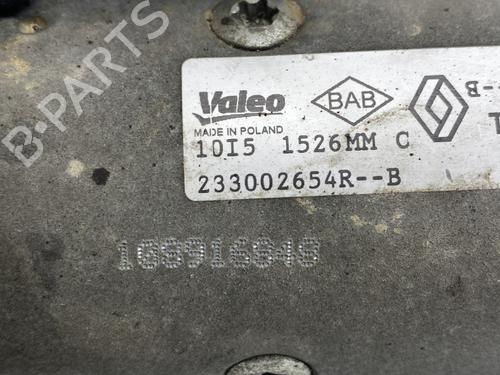 B-PARTS
Valeo
BAB
MADE IN POLAND
10I5 1526MM C
233002654R--B
168916848